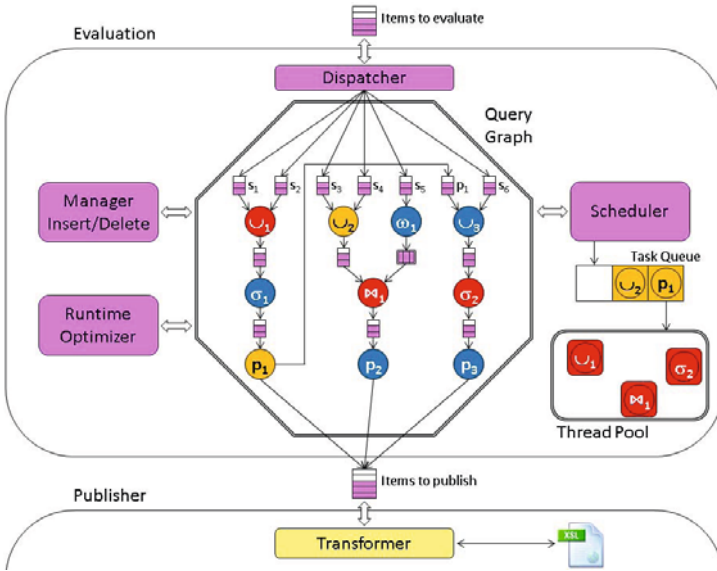 Items to evaluate
Evaluation
Dispatcher
Query
Graph
s1 s2 s3 s4 s5 p1 s6
Manager
Insert/Delete
∪1 ∪2 ω1 ∪3
Scheduler
Task Queue
∪2 p1
σ1 ⋈1 σ2
Runtime
Optimizer
p1 p2 p3
∪1 σ2
⋈1
Thread Pool
Items to publish
Publisher
Transformer
XSL